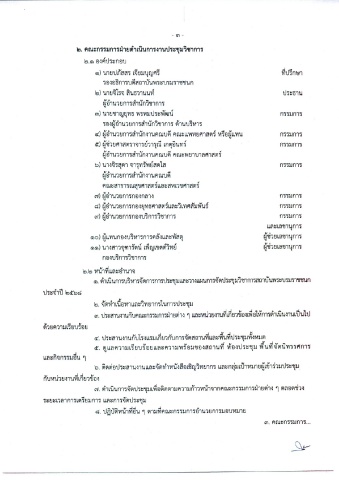 - ๓ -
๒. คณะกรรมการฝ่ายดำเนินการงานประชุมวิชาการ
๒.๑ องค์ประกอบ
๑) นายปภัสสร เจียมบุญศรี ที่ปรึกษา
รองอธิการบดีสถาบันพระบรมราชชนก
๒) นายจิโรจ สินธวานนท์ ประธาน
ผู้อำนวยการสำนักวิชาการ
๓) นายชาญยุทธ พรหมประพัฒน์ กรรมการ
รองผู้อำนวยการสำนักวิชาการ ด้านบริหาร
๔) ผู้อำนวยการสำนักงานคณบดี คณะแพทยศาสตร์ หรือผู้แทน กรรมการ
๕) ผู้ช่วยศาสตราจารย์วารุณี เกตุอินทร์ กรรมการ
ผู้อำนวยการสำนักงานคณบดี คณะพยาบาลศาสตร์
๖) นางธิรสุดา จารุทรัพย์สดใส กรรมการ
ผู้อำนวยการสำนักงานคณบดี
คณะสาธารณสุขศาสตร์และสหเวชศาสตร์
๗) ผู้อำนวยการกองกลาง กรรมการ
๘) ผู้อำนวยการกองยุทธศาสตร์และวิเทศสัมพันธ์ กรรมการ
๙) ผู้อำนวยการกองบริการวิชาการ กรรมการ
และเลขานุการ
๑๐) ผู้แทนกองบริหารการคลังและพัสดุ ผู้ช่วยเลขานุการ
๑๑) นางสาวจุฑารัตน์ เพ็ญเขตต์วิทย์ ผู้ช่วยเลขานุการ
กองบริการวิชาการ
๒.๒ หน้าที่และอำนาจ
๑. ดำเนินการบริหารจัดการการประชุมและวางแผนการจัดประชุมวิชาการสถาบันพระบรมราชชนก
ประจำปี ๒๕๖๘
๒. จัดทำเนื้อหาและวิทยากรในการประชุม
๓. ประสานงานกับคณะกรรมการฝ่ายต่าง ๆ และหน่วยงานที่เกี่ยวข้องเพื่อให้การดำเนินงานเป็นไป
ด้วยความเรียบร้อย
๔. ประสานงานกับโรงแรมเกี่ยวกับการจัดสถานที่และพื้นที่ประชุมทั้งหมด
๕. ดูแลความเรียบร้อยและความพร้อมของสถานที่ ห้องประชุม พื้นที่จัดนิทรรศการ
และกิจกรรมอื่น ๆ
๖. ติดต่อประสานงานและจัดทำหนังสือเชิญวิทยากร และกลุ่มเป้าหมายผู้เข้าร่วมประชุม
กับหน่วยงานที่เกี่ยวข้อง
๗. ดำเนินการจัดประชุมเพื่อติดตามความก้าวหน้าจากคณะกรรมการฝ่ายต่าง ๆ ตลอดช่วง
ระยะเวลาการเตรียมการ และการจัดประชุม
๘. ปฏิบัติหน้าที่อื่น ๆ ตามที่คณะกรรมการอำนวยการมอบหมาย
๓. คณะกรรมการ...